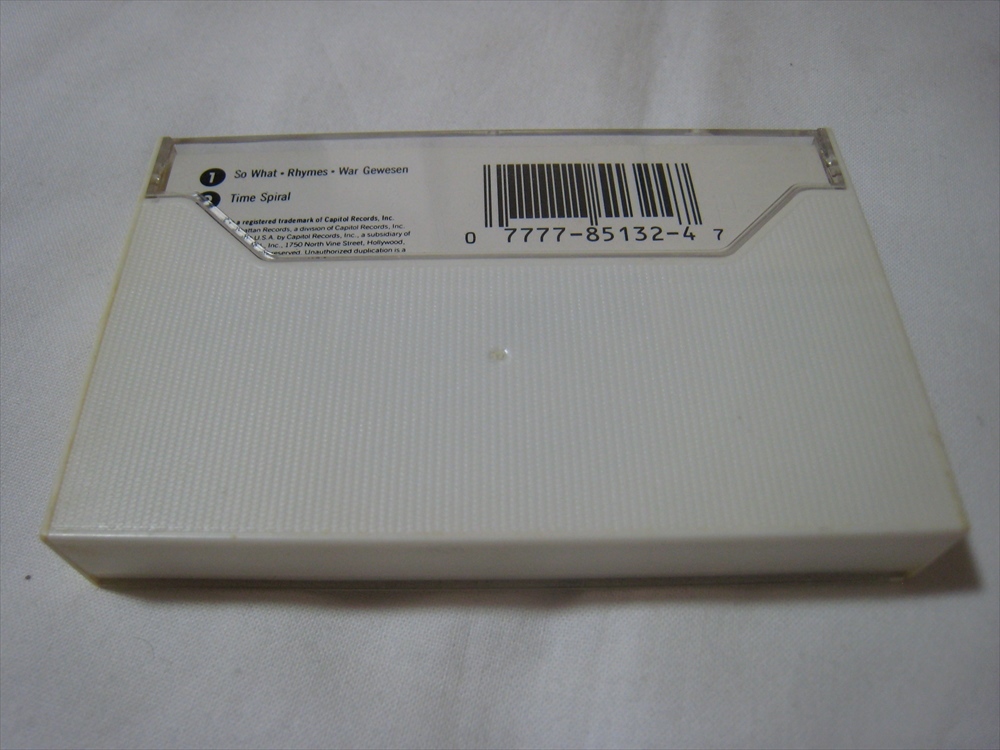 1 So What • Rhymes • War Gewesen
2 Time Spiral
a registered trademark of Capitol Records, Inc.
Records, a division of Capitol Records, Inc.
U.S.A. by Capitol Records, Inc., a subsidiary of
Inc., 1750 North Vine Street, Hollywood,
Unauthorized duplication is a
0 7777-85132-4 7